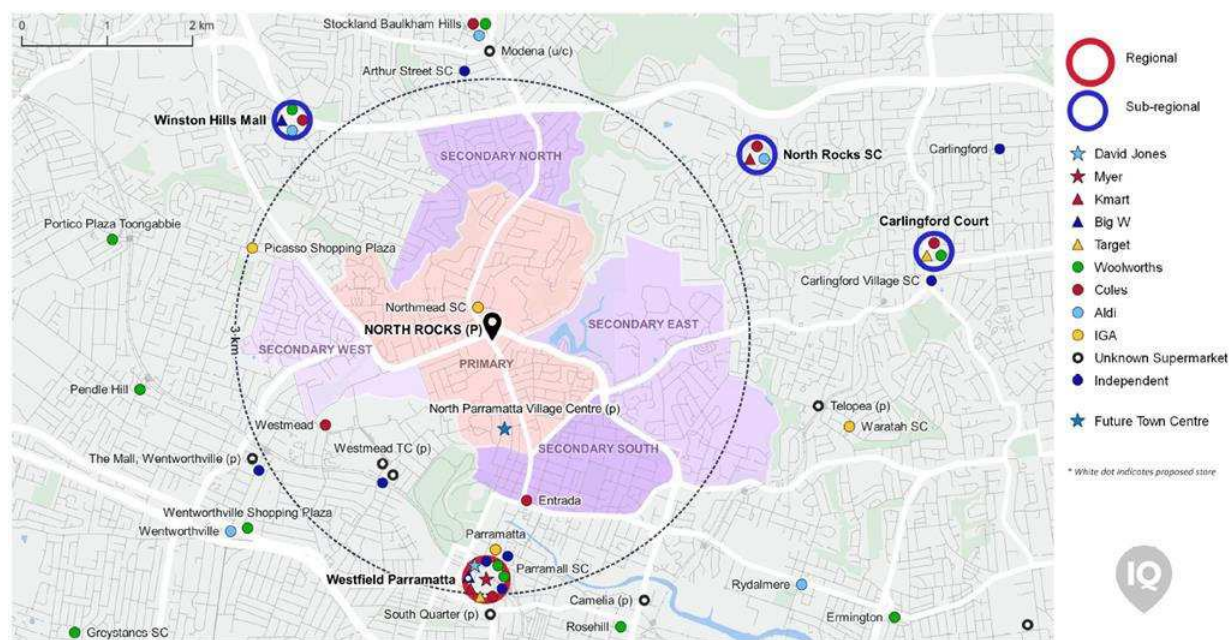 0 1 2 km
Stockland Baulkham Hills
Modena (u/c)
Arthur Street SC
Winston Hills Mall
SECONDARY NORTH
North Rocks SC
Carlingford
Portico Plaza Toongabbie
Picasso Shopping Plaza
Carlingford Court
Carlingford Village SC
Northmead SC
NORTH ROCKS (P)
SECONDARY EAST
3 km
SECONDARY WEST
PRIMARY
Pendle Hill
North Parramatta Village Centre (p)
Telopea (p)
Waratah SC
Westmead
Westmead TC (p)
SECONDARY SOUTH
The Mall, Wentworthville (p)
Entrada
Wentworthville Shopping Plaza
Wentworthville
Parramatta
Parramall SC
Westfield Parramatta
Rydalmere
South Quarter (p)
Camelia (p)
Ermington
Rosehill
Greystanes SC
Regional
Sub-regional
David Jones
Myer
Kmart
Big W
Target
Woolworths
Coles
Aldi
IGA
Unknown Supermarket
Independent
Future Town Centre
* White dot indicates proposed store
IQ